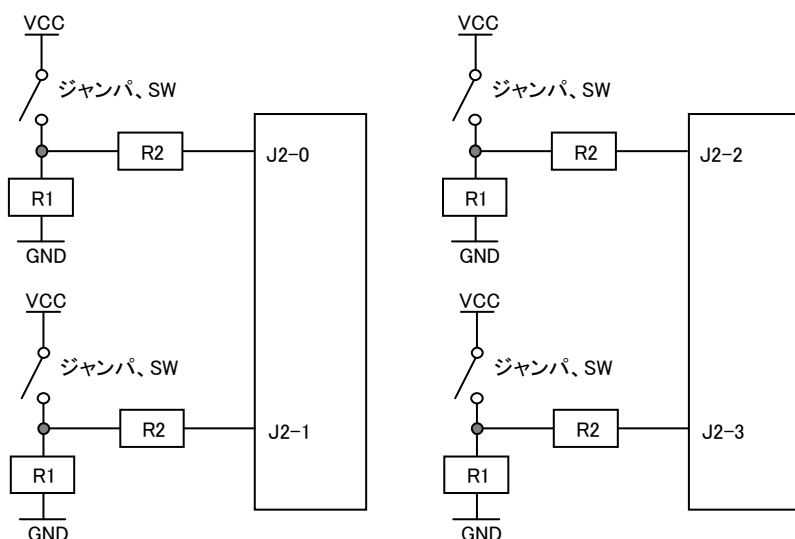 VCC
ジャンパ、SW
R2
J2-0
R1
GND
VCC
ジャンパ、SW
R2
J2-1
R1
GND
VCC
ジャンパ、SW
R2
J2-2
R1
GND
VCC
ジャンパ、SW
R2
J2-3
R1
GND